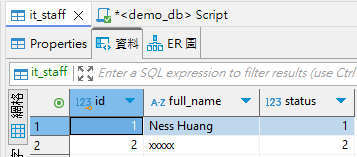 it_staff *<demo_db> Script
Properties 資料 ER 圖
it_staff Enter a SQL expression to filter results (use Ctrl
網格
123 id A-Z full_name 123 status
1 1 Ness Huang 1
2 2 xxxxx 2